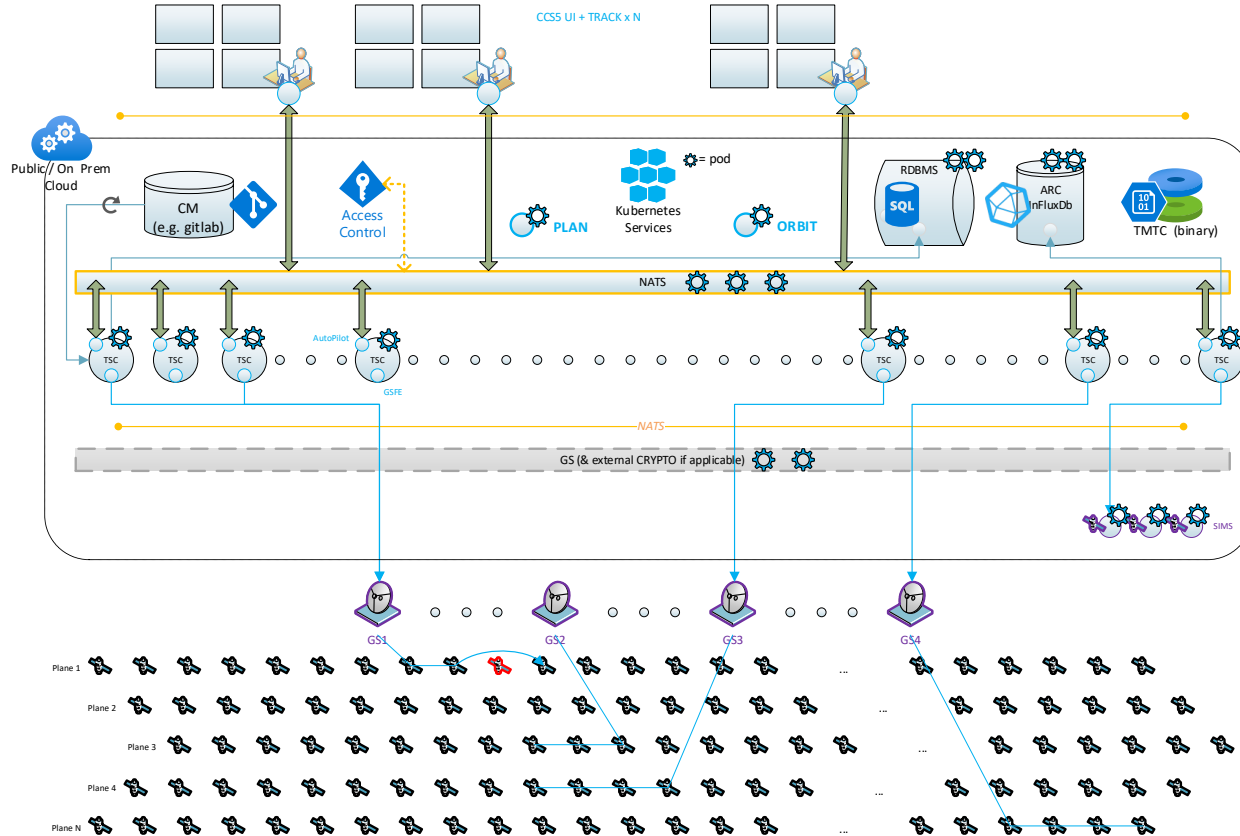 CCS5 UI + TRACK x N
Public / On Prem
Cloud
CM
(e.g. gitlab)
Access
Control
PLAN
Kubernetes
Services
= pod
ORBIT
RDBMS
SQL
ARC
InFluxDb
10
01
TMTC (binary)
NATS
AutoPilot
TSC
TSC
TSC
TSC
TSC
TSC
TSC
GSFE
NATS
GS (& external CRYPTO if applicable)
SIMS
GS1
GS2
GS3
GS4
Plane 1
...
Plane 2
...
Plane 3
...
Plane 4
...
Plane N
...